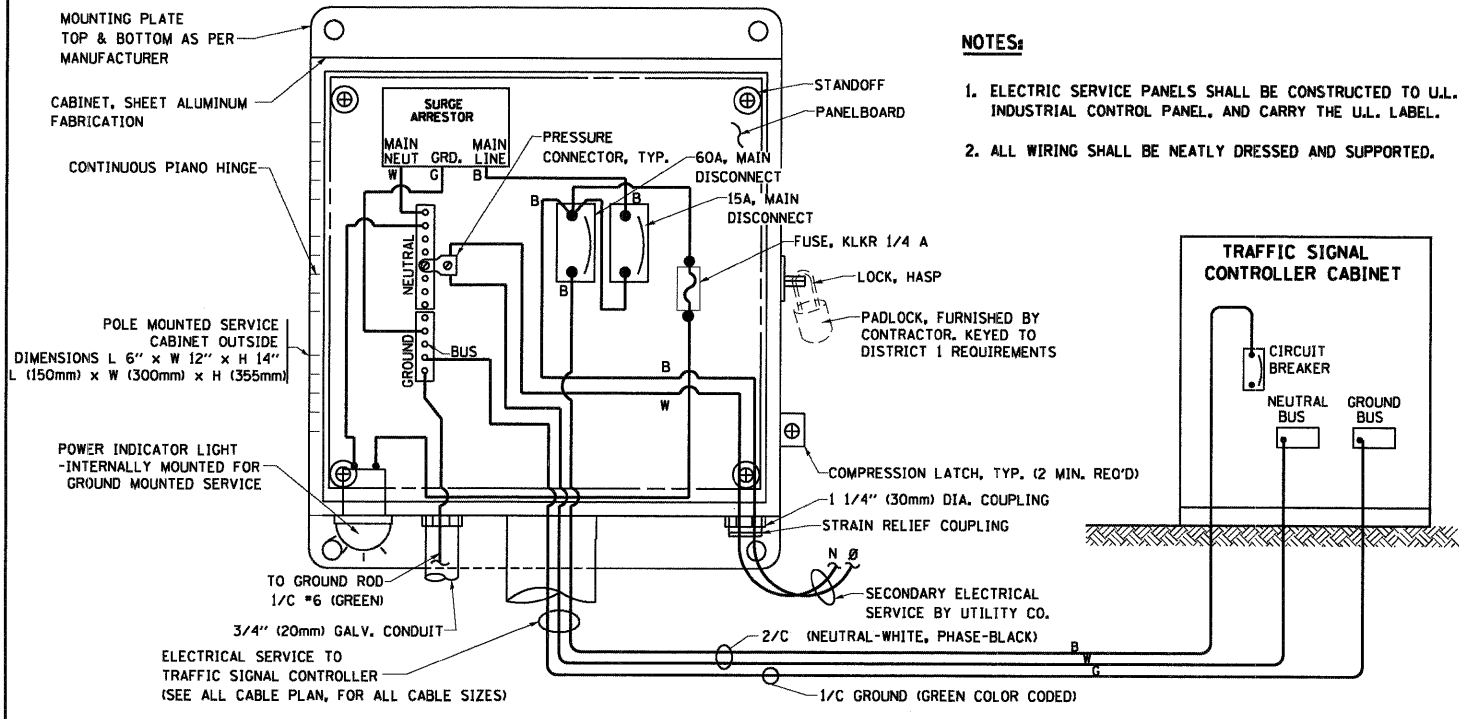 MOUNTING PLATE
TOP & BOTTOM AS PER
MANUFACTURER
CABINET, SHEET ALUMINUM
FABRICATION
CONTINUOUS PIANO HINGE
POLE MOUNTED SERVICE
CABINET OUTSIDE
DIMENSIONS L 6" x W 12" x H 14"
L (150mm) x W (300mm) x H (355mm)
POWER INDICATOR LIGHT
-INTERNALLY MOUNTED FOR
GROUND MOUNTED SERVICE
SURGE
ARRESTOR
MAIN
NEUT
GRD.
MAIN
LINE
W
G
B
PRESSURE
CONNECTOR, TYP.
60A, MAIN
DISCONNECT
15A, MAIN
DISCONNECT
B
B
B
NEUTRAL
GROUND
BUS
B
W
STANDOFF
PANELBOARD
FUSE, KLKR 1/4 A
LOCK, HASP
PADLOCK, FURNISHED BY
CONTRACTOR. KEYED TO
DISTRICT 1 REQUIREMENTS
COMPRESSION LATCH, TYP. (2 MIN. REQ'D)
1 1/4" (30mm) DIA. COUPLING
STRAIN RELIEF COUPLING
N Ø
SECONDARY ELECTRICAL
SERVICE BY UTILITY CO.
TO GROUND ROD
1/C #6 (GREEN)
3/4" (20mm) GALV. CONDUIT
ELECTRICAL SERVICE TO
TRAFFIC SIGNAL CONTROLLER
(SEE ALL CABLE PLAN, FOR ALL CABLE SIZES)
2/C (NEUTRAL-WHITE, PHASE-BLACK)
1/C GROUND (GREEN COLOR CODED)
B
W
G
NOTES:
1. ELECTRIC SERVICE PANELS SHALL BE CONSTRUCTED TO U.L.
INDUSTRIAL CONTROL PANEL, AND CARRY THE U.L. LABEL.
2. ALL WIRING SHALL BE NEATLY DRESSED AND SUPPORTED.
TRAFFIC SIGNAL
CONTROLLER CABINET
CIRCUIT
BREAKER
NEUTRAL
BUS
GROUND
BUS